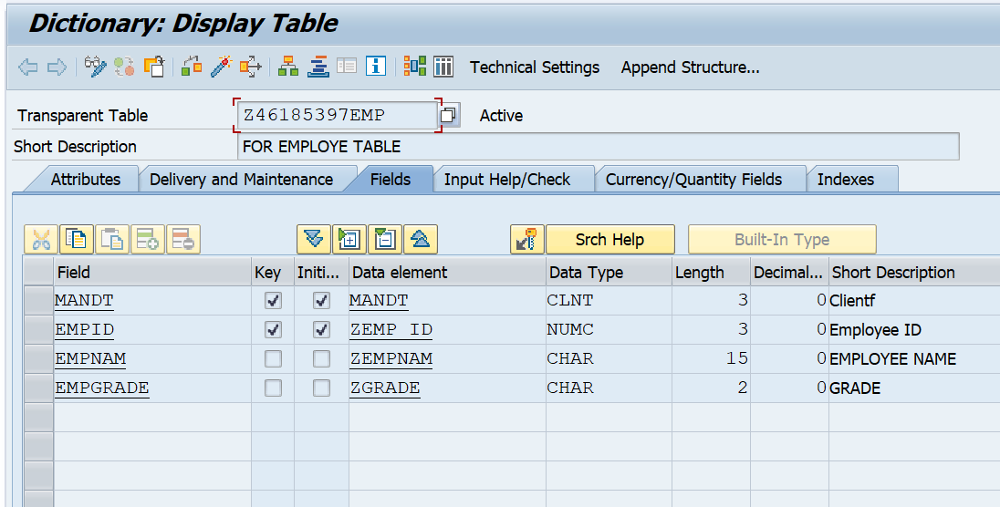 Dictionary: Display Table
Technical Settings Append Structure...
Transparent Table Z46185397EMP Active
Short Description FOR EMPLOYE TABLE
Attributes Delivery and Maintenance Fields Input Help/Check Currency/Quantity Fields Indexes
Srch Help Built-In Type
Field Key Initi... Data element Data Type Length Decimal... Short Description
MANDT MANDT CLNT 3 0 Clientf
EMPID ZEMP_ID NUMC 3 0 Employee ID
EMPNAM ZEMPNAM CHAR 15 0 EMPLOYEE NAME
EMPGRADE ZGRADE CHAR 2 0 GRADE